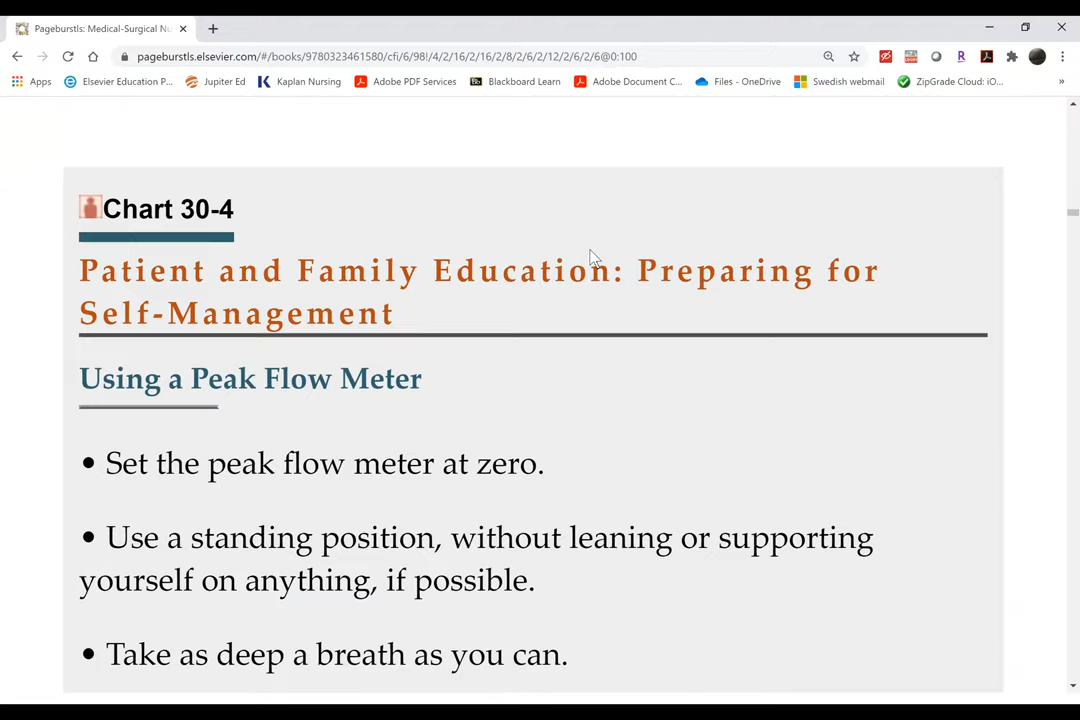 Pageburstls: Medical-Surgical Nu
pageburstls.elsevier.com/#/books/9780323461580/cfi/6/98!/4/2/16/2/16/2/8/2/6/2/12/2/6/2/6@0:100
Apps Elsevier Education P... Jupiter Ed Kaplan Nursing Adobe PDF Services Blackboard Learn Adobe Document C... Files - OneDrive Swedish webmail ZipGrade Cloud: iO... »
Chart 30-4
Patient and Family Education: Preparing for
Self-Management
Using a Peak Flow Meter
• Set the peak flow meter at zero.
• Use a standing position, without leaning or supporting
yourself on anything, if possible.
• Take as deep a breath as you can.